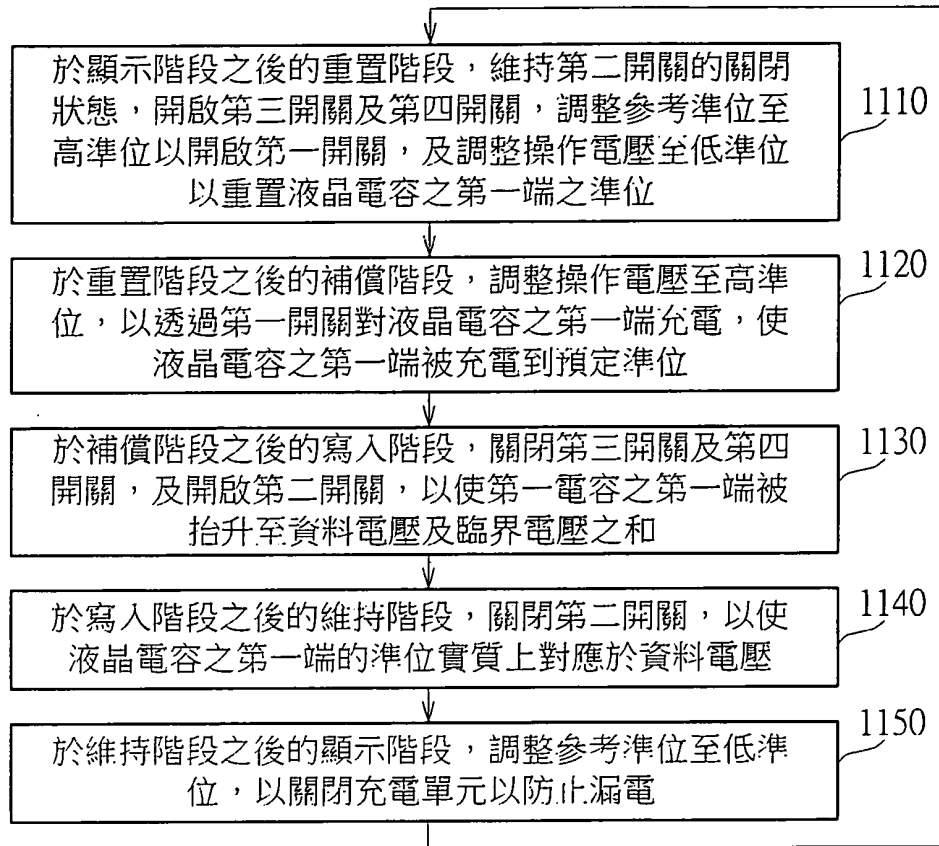 於顯示階段之後的重置階段，維持第二開關的關閉
狀態，開啟第三開關及第四開關，調整參考準位至
高準位以開啟第一開關，及調整操作電壓至低準位
以重置液晶電容之第一端之準位
1110
於重置階段之後的補償階段，調整操作電壓至高準
位，以透過第一開關對液晶電容之第一端充電，使
液晶電容之第一端被充電到預定準位
1120
於補償階段之後的寫入階段，關閉第三開關及第四
開關，及開啟第二開關，以使第一電容之第一端被
抬升至資料電壓及臨界電壓之和
1130
於寫入階段之後的維持階段，關閉第二開關，以使
液晶電容之第一端的準位實質上對應於資料電壓
1140
於維持階段之後的顯示階段，調整參考準位至低準
位，以關閉充電單元以防止漏電
1150